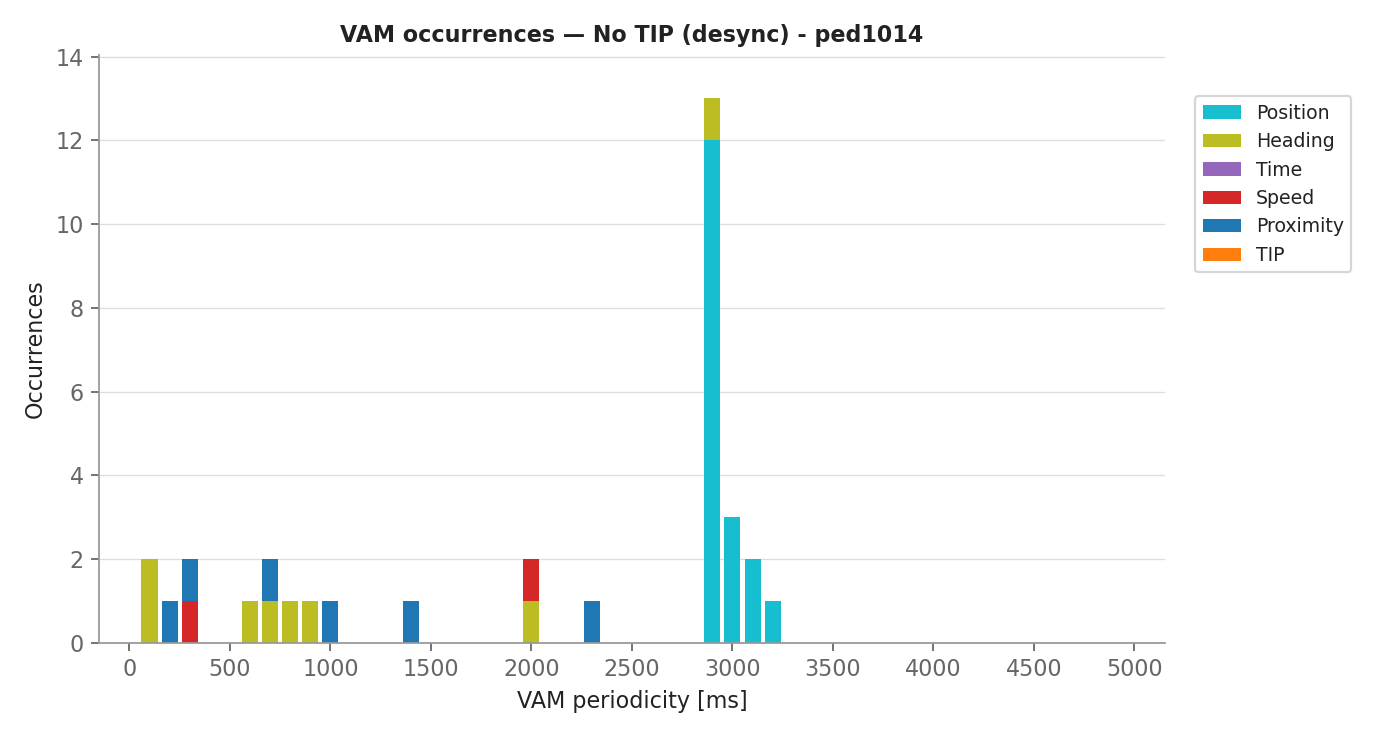 VAM occurrences — No TIP (desync) - ped1014
14
12
10
8
6
4
2
0
Occurrences
0 500 1000 1500 2000 2500 3000 3500 4000 4500 5000
VAM periodicity [ms]
Position
Heading
Time
Speed
Proximity
TIP